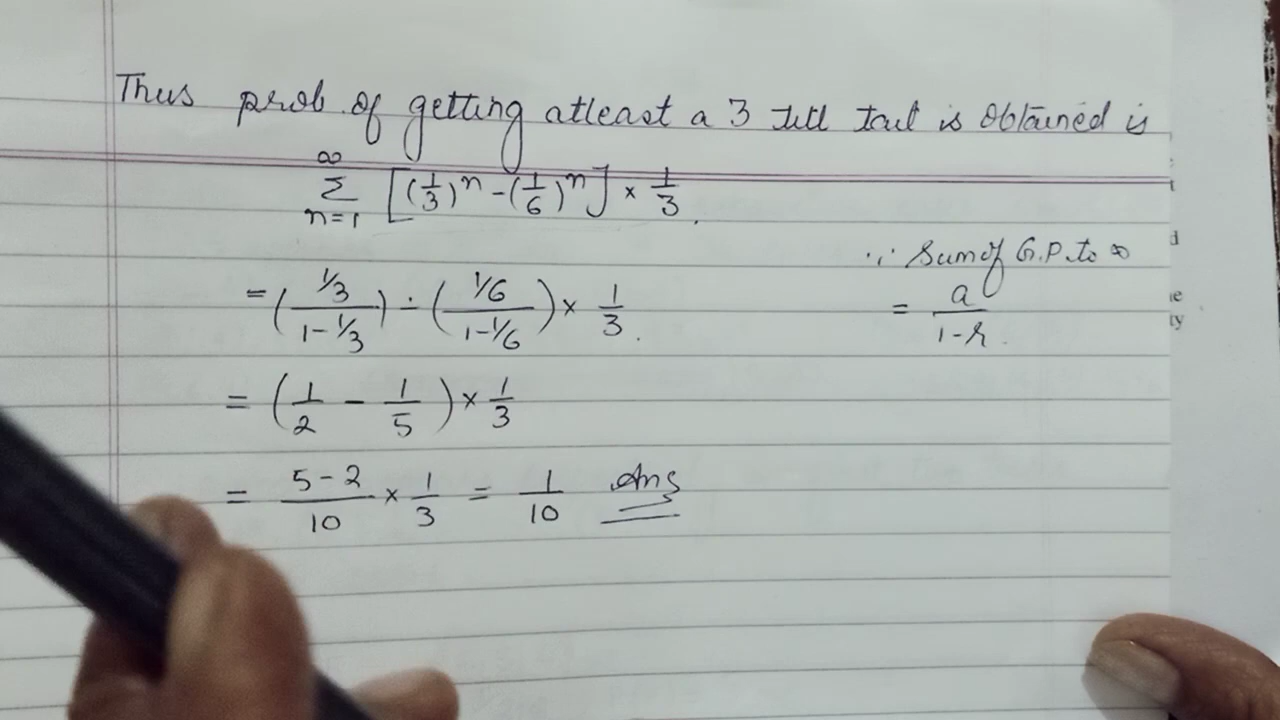 Thus prob of getting atleast a 3 till tail is obtained is
∞
Σ [(1/3)^n - (1/6)^n] × 1/3.
n=1
∵ Sum of G.P. to ∞
= (1/3 / 1-1/3) - (1/6 / 1-1/6) × 1/3.
= a / 1-r.
= (1/2 - 1/5) × 1/3
= 5-2 / 10 × 1/3 = 1/10 Ans
d
e
ty